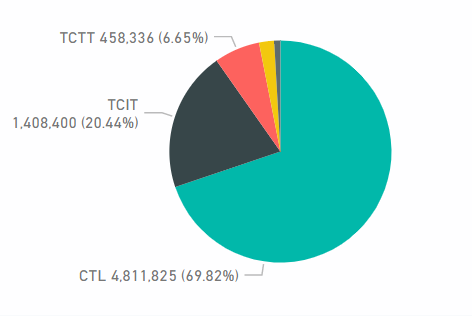 TCTT 458,336 (6.65%)
TCIT
1,408,400 (20.44%)
CTL 4,811,825 (69.82%)